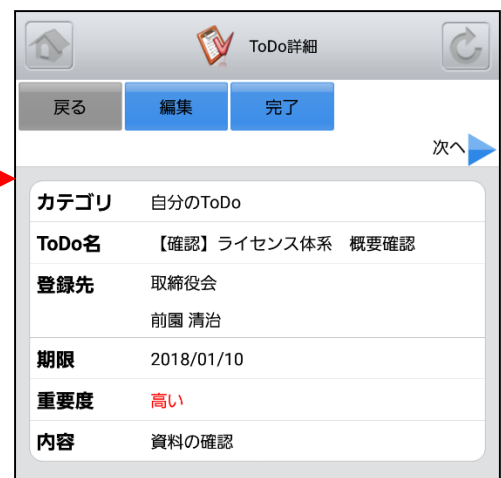 ToDo詳細
戻る 編集 完了
次へ
カテゴリ 自分のToDo
ToDo名 【確認】ライセンス体系　概要確認
登録先 取締役会
前園 清治
期限 2018/01/10
重要度 高い
内容 資料の確認